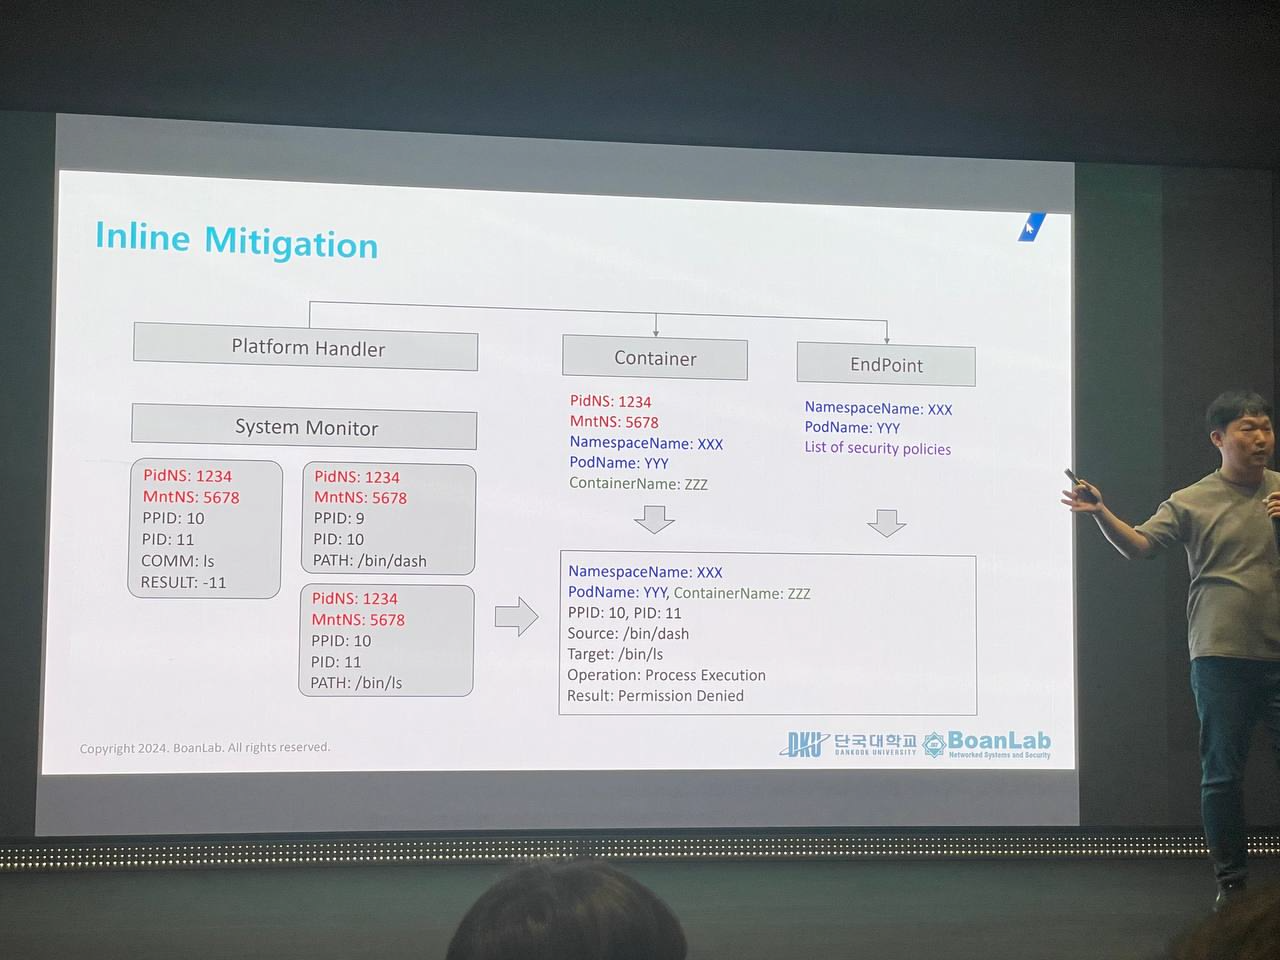 Inline Mitigation
Platform Handler
System Monitor
PidNS: 1234
MntNS: 5678
PPID: 10
PID: 11
COMM: ls
RESULT: -11
PidNS: 1234
MntNS: 5678
PPID: 9
PID: 10
PATH: /bin/dash
PidNS: 1234
MntNS: 5678
PPID: 10
PID: 11
PATH: /bin/ls
Container
PidNS: 1234
MntNS: 5678
NamespaceName: XXX
PodName: YYY
ContainerName: ZZZ
EndPoint
NamespaceName: XXX
PodName: YYY
List of security policies
NamespaceName: XXX
PodName: YYY, ContainerName: ZZZ
PPID: 10, PID: 11
Source: /bin/dash
Target: /bin/ls
Operation: Process Execution
Result: Permission Denied
Copyright 2024. BoanLab. All rights reserved.
DKU 단국대학교
DANKOOK UNIVERSITY
BoanLab
Networked Systems and Security